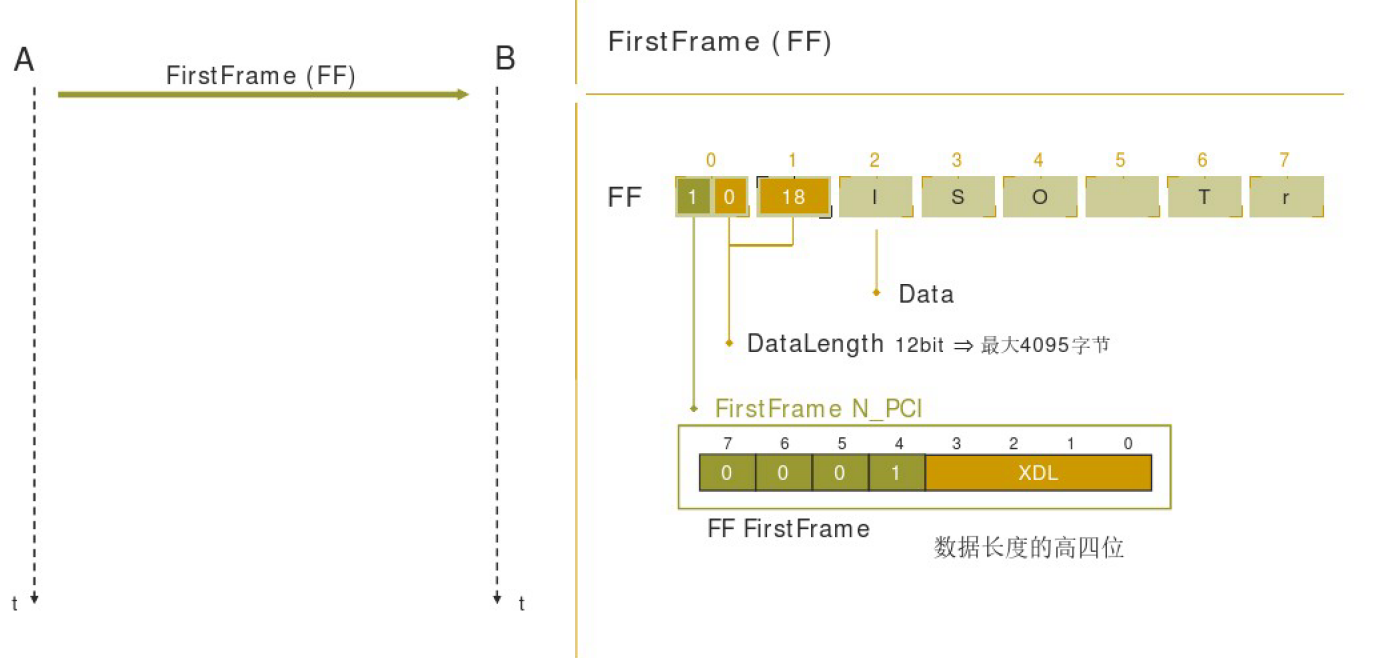 A
B
FirstFrame (FF)
t
t
FirstFrame (FF)
0 1 2 3 4 5 6 7
FF 1 0 18 I S O T r
Data
DataLength 12bit ⇒ 最大4095字节
FirstFrame N_PCI
7 6 5 4 3 2 1 0
0 0 0 1 XDL
FF FirstFrame
数据长度的高四位